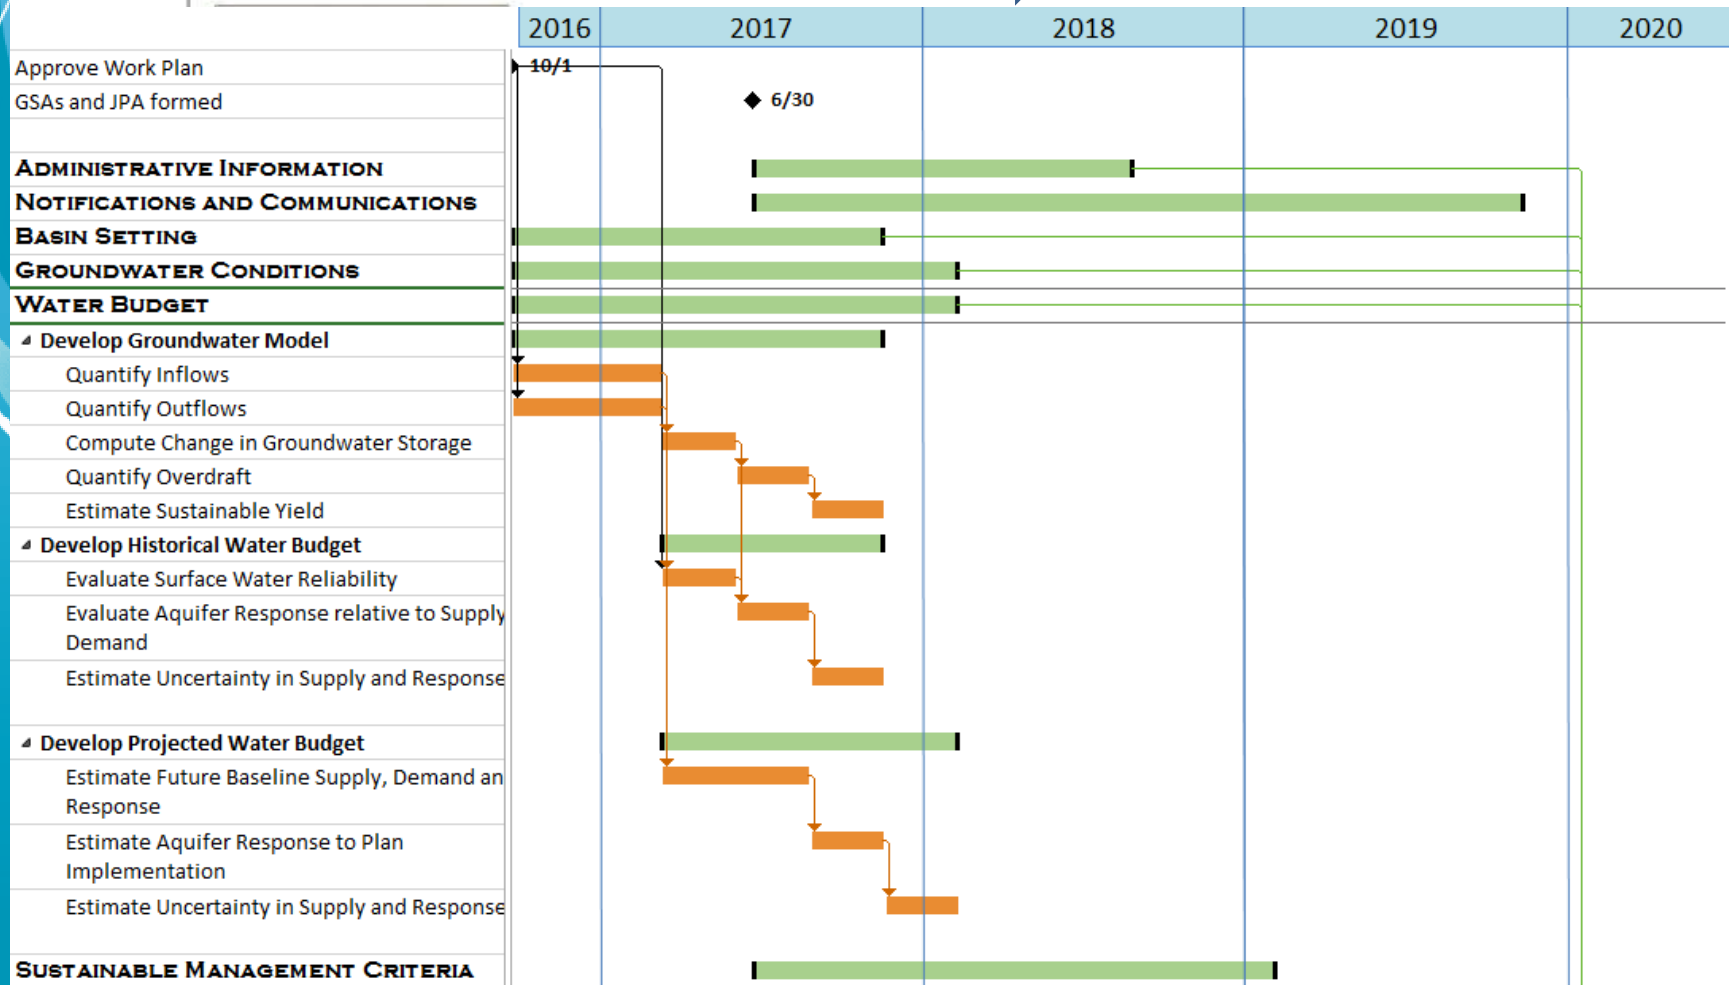 2016 2017 2018 2019 2020
Approve Work Plan 10/1
GSAs and JPA formed 6/30
ADMINISTRATIVE INFORMATION
NOTIFICATIONS AND COMMUNICATIONS
BASIN SETTING
GROUNDWATER CONDITIONS
WATER BUDGET
Develop Groundwater Model
Quantify Inflows
Quantify Outflows
Compute Change in Groundwater Storage
Quantify Overdraft
Estimate Sustainable Yield
Develop Historical Water Budget
Evaluate Surface Water Reliability
Evaluate Aquifer Response relative to Supply
Demand
Estimate Uncertainty in Supply and Response
Develop Projected Water Budget
Estimate Future Baseline Supply, Demand an
Response
Estimate Aquifer Response to Plan
Implementation
Estimate Uncertainty in Supply and Response
SUSTAINABLE MANAGEMENT CRITERIA